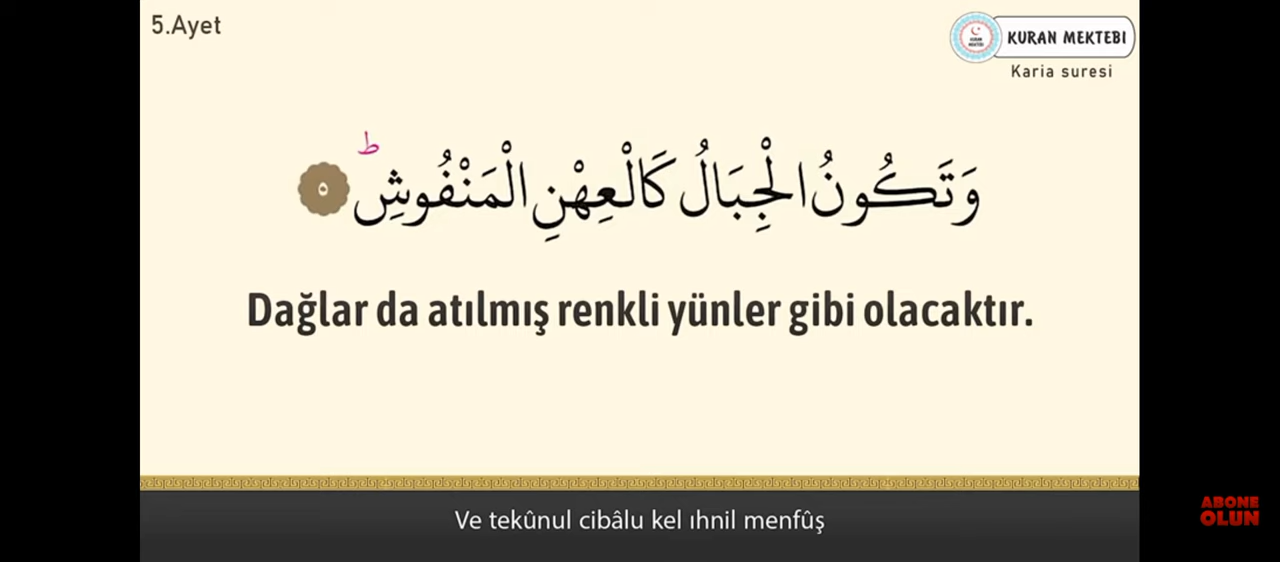 5.Ayet
KURAN MEKTEBI
Karia suresi
وَتَكُونُ الْجِبَالُ كَالْعِهْنِ الْمَنْفُوشِۜ ط ٥
Dağlar da atılmış renkli yünler gibi olacaktır.
Ve tekûnul cibâlu kel ıhnil menfûş
ABONE
OLUN